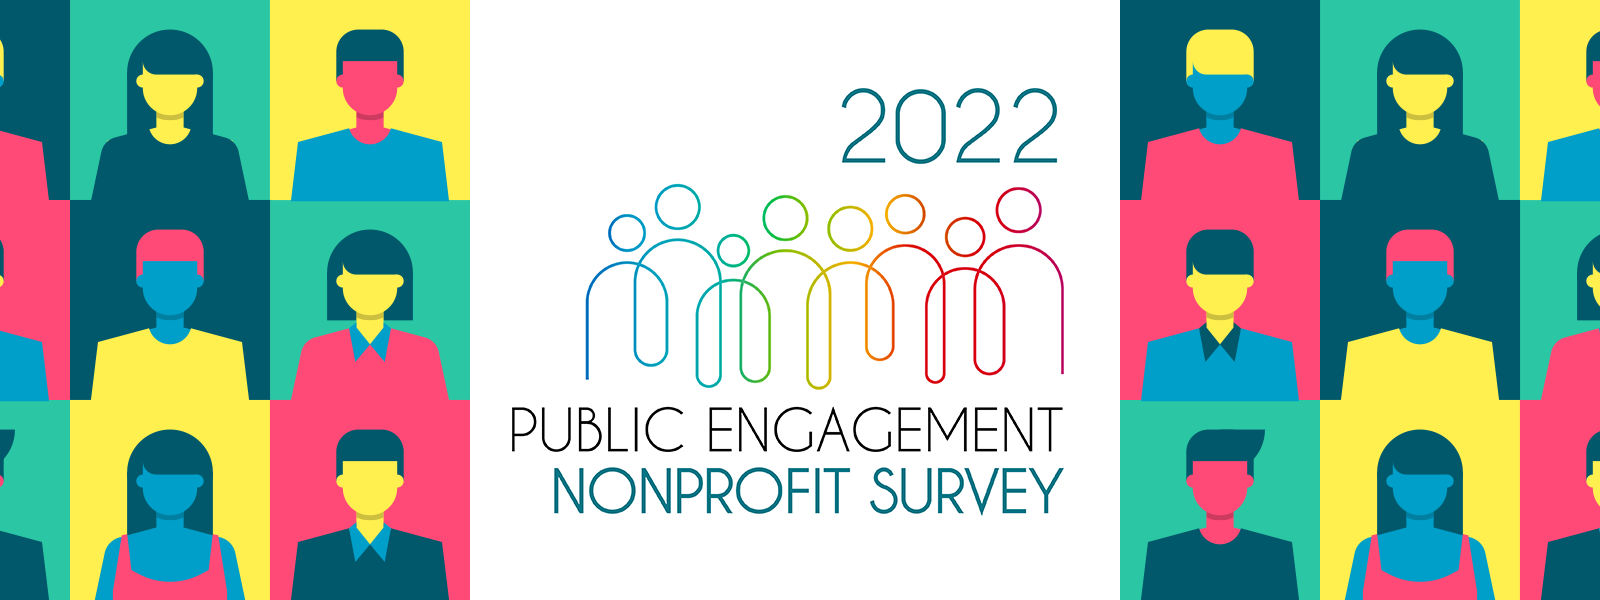 2022
PUBLIC ENGAGEMENT
NONPROFIT SURVEY